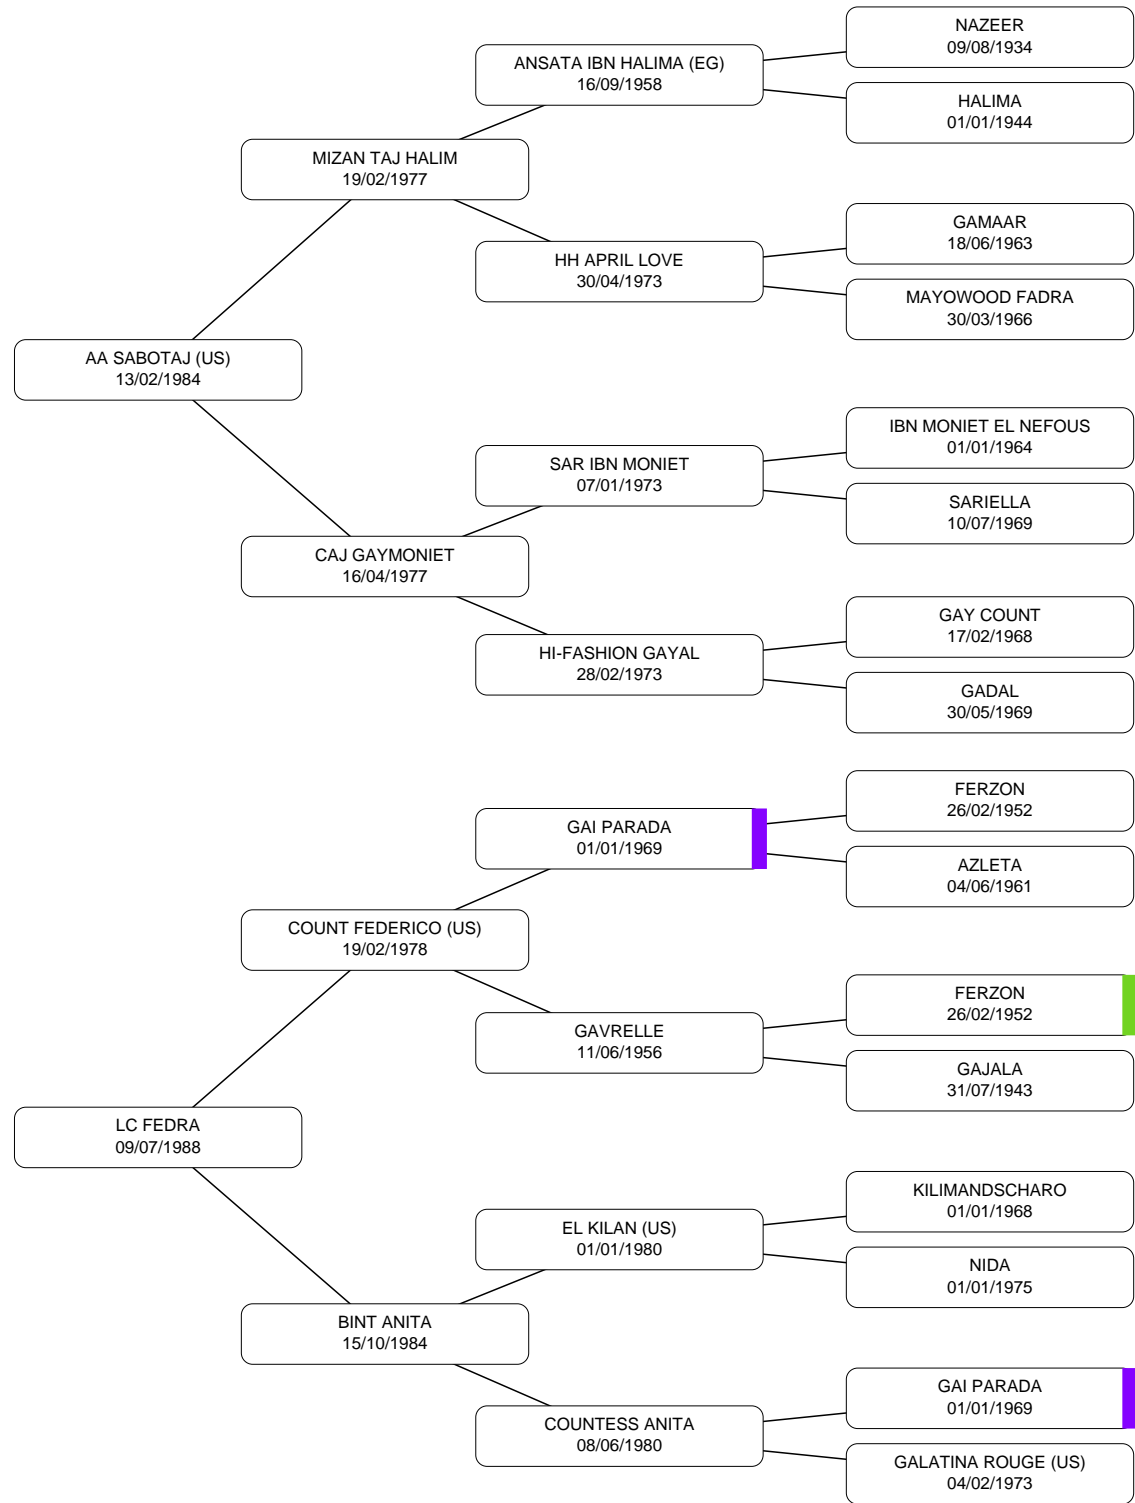 NAZEER
09/08/1934
ANSATA IBN HALIMA (EG)
16/09/1958
HALIMA
01/01/1944
MIZAN TAJ HALIM
19/02/1977
GAMAAR
18/06/1963
HH APRIL LOVE
30/04/1973
MAYOWOOD FADRA
30/03/1966
AA SABOTAJ (US)
13/02/1984
IBN MONIET EL NEFOUS
01/01/1964
SAR IBN MONIET
07/01/1973
SARIELLA
10/07/1969
CAJ GAYMONIET
16/04/1977
GAY COUNT
17/02/1968
HI-FASHION GAYAL
28/02/1973
GADAL
30/05/1969
FERZON
26/02/1952
GAI PARADA
01/01/1969
AZLETA
04/06/1961
COUNT FEDERICO (US)
19/02/1978
FERZON
26/02/1952
GAVRELLE
11/06/1956
GAJALA
31/07/1943
LC FEDRA
09/07/1988
KILIMANDSCHARO
01/01/1968
EL KILAN (US)
01/01/1980
NIDA
01/01/1975
BINT ANITA
15/10/1984
GAI PARADA
01/01/1969
COUNTESS ANITA
08/06/1980
GALATINA ROUGE (US)
04/02/1973